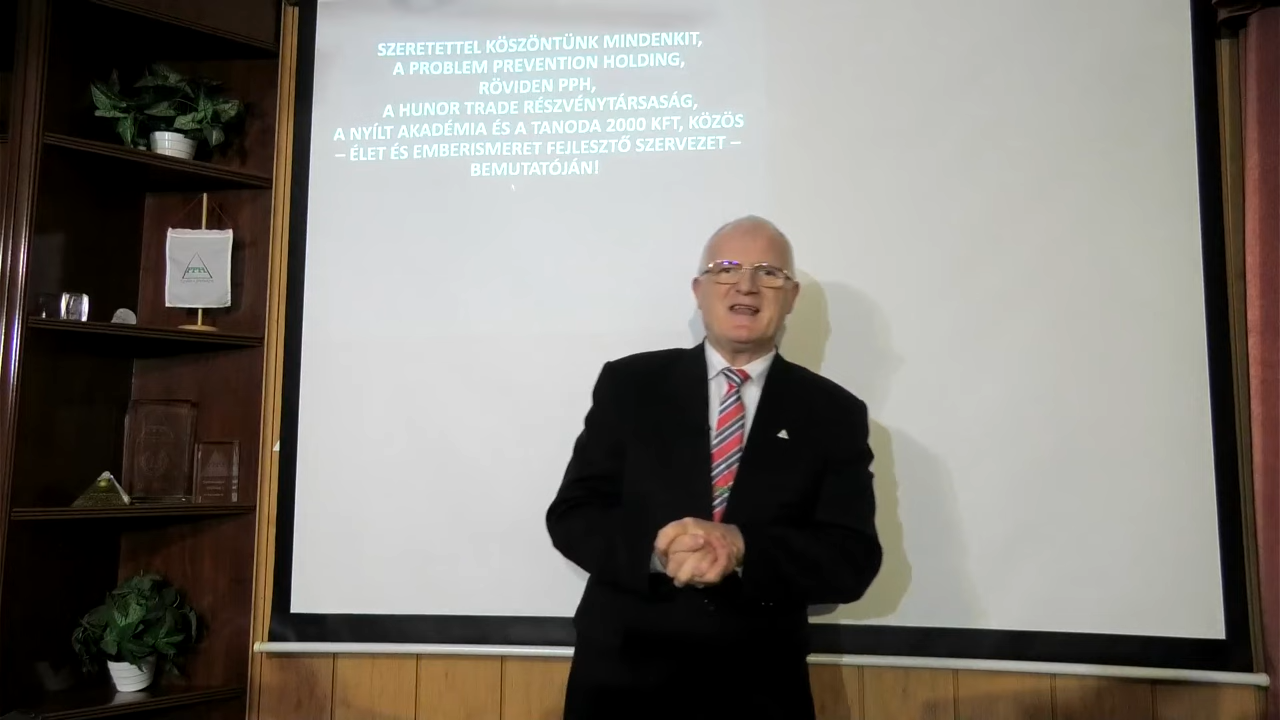 SZERETETTEL KÖSZÖNTÜNK MINDENKIT,
A PROBLEM PREVENTION HOLDING,
RÖVIDEN PPH,
A HUNOR TRADE RÉSZVÉNYTÁRSASÁG,
A NYÍLT AKADÉMIA ÉS A TANODA 2000 KFT, KÖZÖS
– ÉLET ÉS EMBERISMERET FEJLESZTŐ SZERVEZET –
BEMUTATÓJÁN!